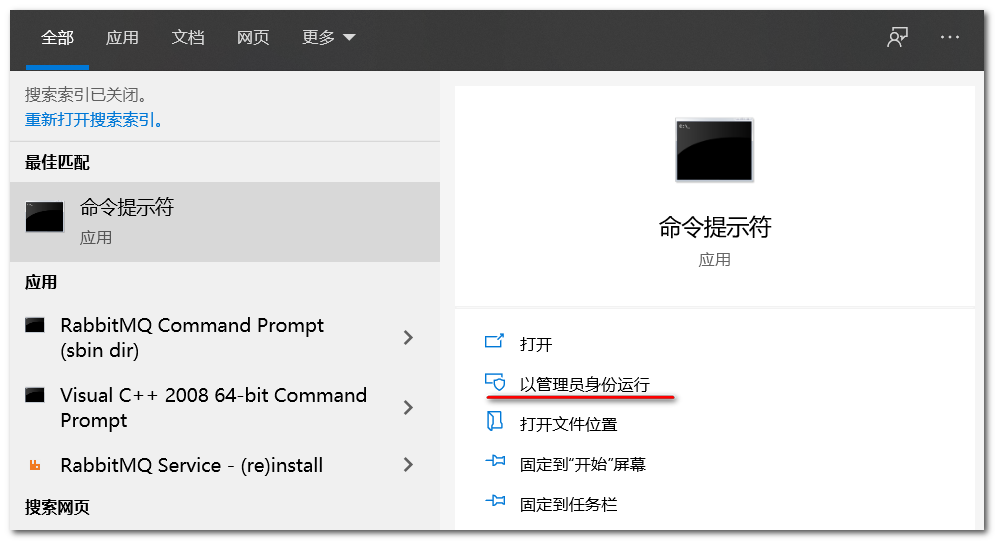 全部 应用 文档 网页 更多
搜索索引已关闭。
重新打开搜索索引。
最佳匹配
命令提示符
应用
应用
RabbitMQ Command Prompt
(sbin dir)
Visual C++ 2008 64-bit Command
Prompt
RabbitMQ Service - (re)install
搜索网页
命令提示符
应用
打开
以管理员身份运行
打开文件位置
固定到“开始”屏幕
固定到任务栏